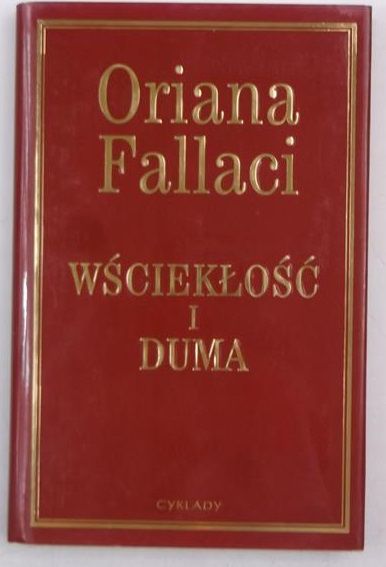 Oriana
Fallaci
WŚCIEKŁOŚĆ
I
DUMA
CYKLADY